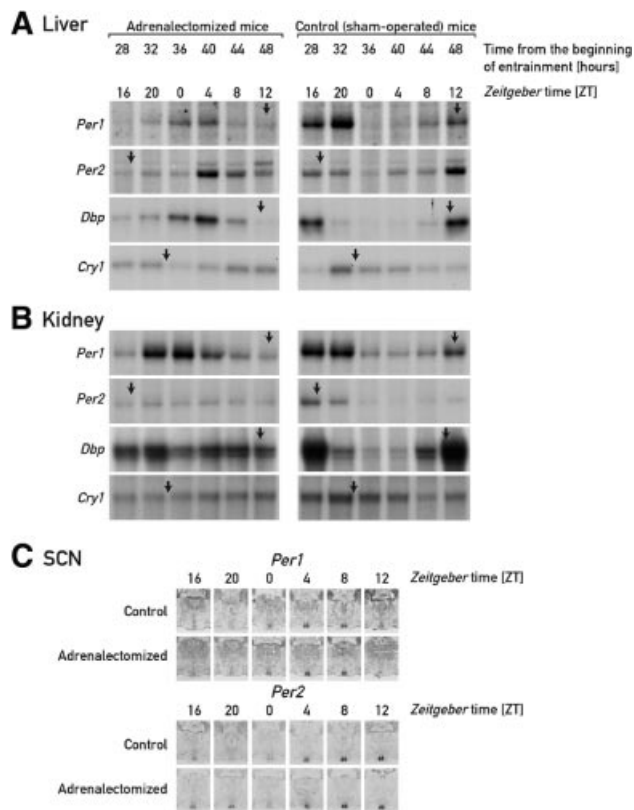 A Liver
Adrenalectomized mice
Control (sham-operated) mice
28 32 36 40 44 48
28 32 36 40 44 48
Time from the beginning
of entrainment [hours]
16 20 0 4 8 12
16 20 0 4 8 12
Zeitgeber time [ZT]
Per1
Per2
Dbp
Cry1
B Kidney
Per1
Per2
Dbp
Cry1
C SCN
Per1
16 20 0 4 8 12
Zeitgeber time [ZT]
Control
Adrenalectomized
Per2
16 20 0 4 8 12
Zeitgeber time [ZT]
Control
Adrenalectomized